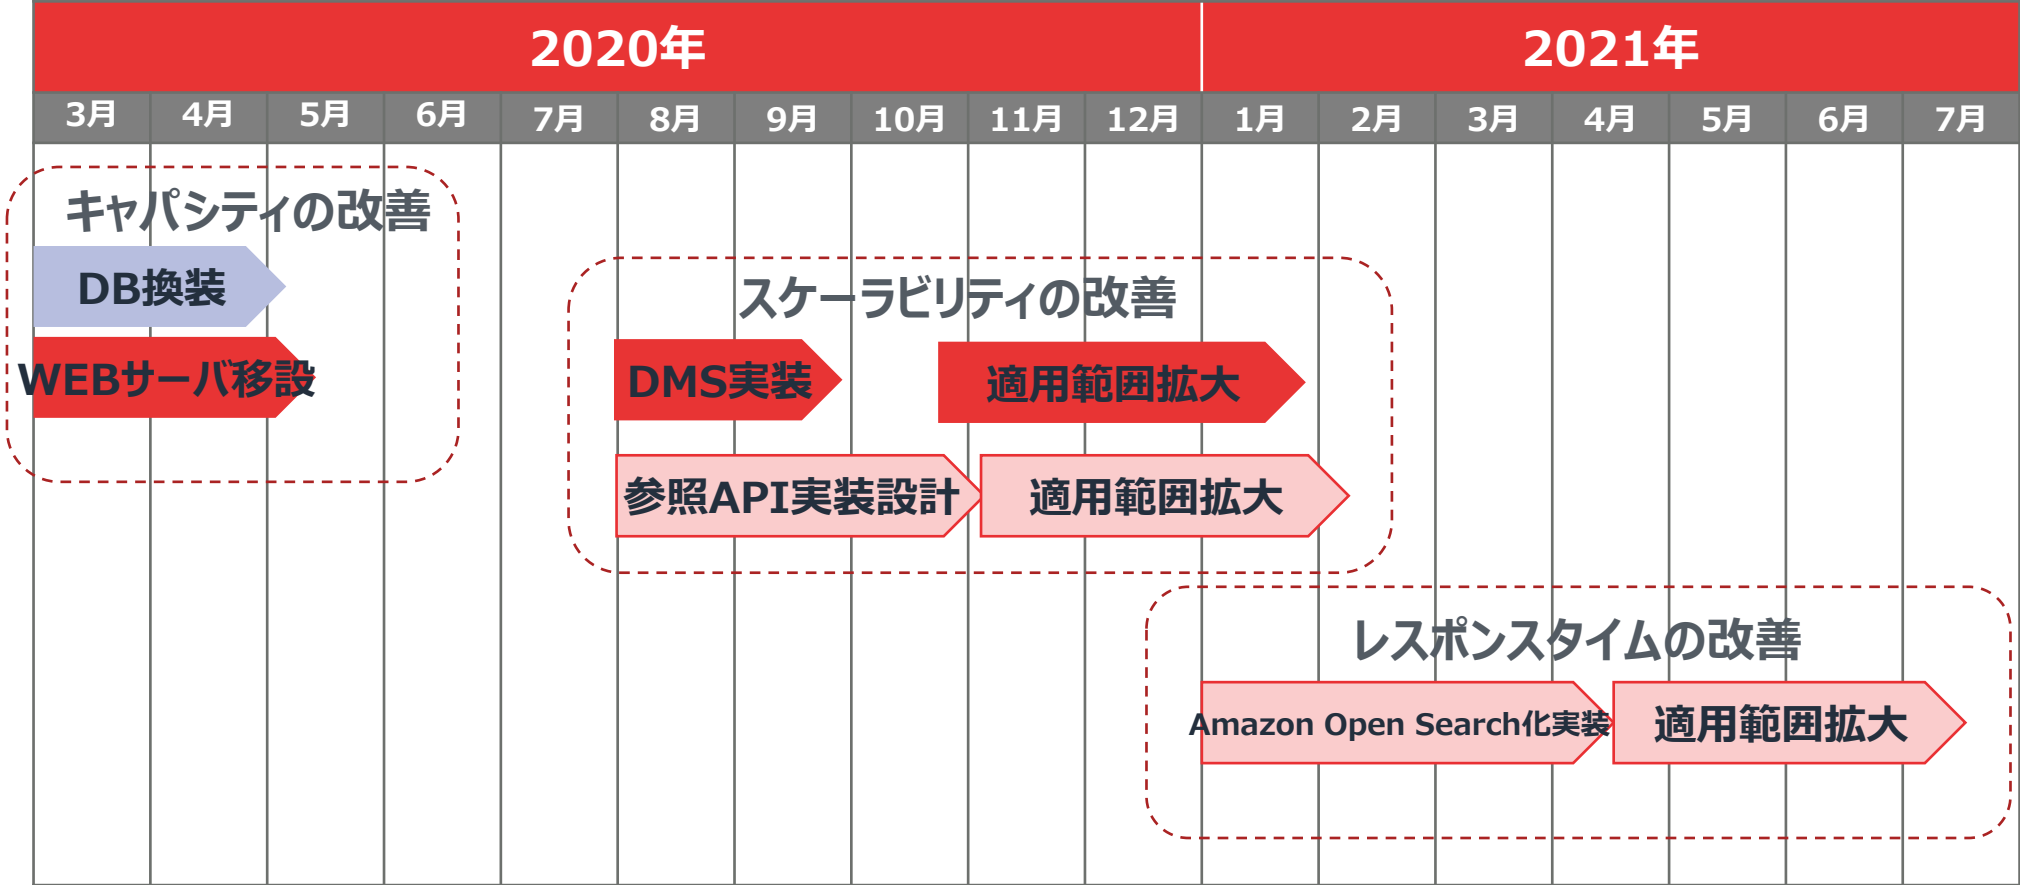 2020年 2021年
3月 4月 5月 6月 7月 8月 9月 10月 11月 12月 1月 2月 3月 4月 5月 6月 7月
キャパシティの改善
DB換装
WEBサーバ移設
スケーラビリティの改善
DMS実装 適用範囲拡大
参照API実装設計 適用範囲拡大
レスポンスタイムの改善
Amazon Open Search化実装 適用範囲拡大